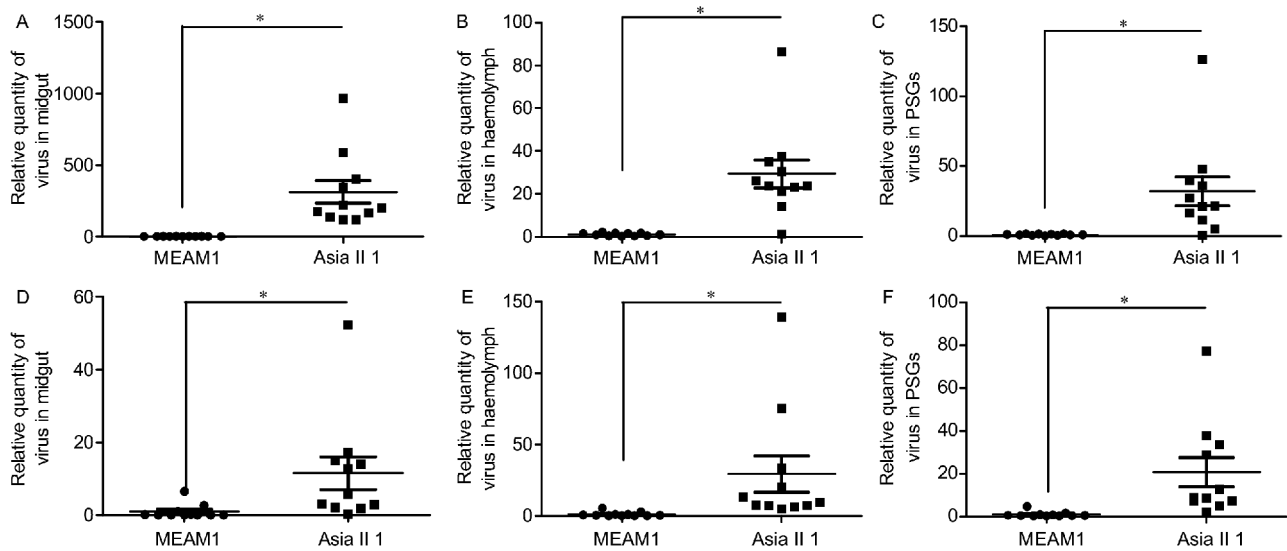 A
Relative quantity of
virus in midgut
1500
1000
500
0
*
MEAM1
Asia II 1
B
Relative quantity of
virus in haemolymph
100
80
60
40
20
0
*
MEAM1
Asia II 1
C
Relative quantity of
virus in PSGs
150
100
50
0
*
MEAM1
Asia II 1
D
Relative quantity of
virus in midgut
60
40
20
0
*
MEAM1
Asia II 1
E
Relative quantity of
virus in haemolymph
150
100
50
0
*
MEAM1
Asia II 1
F
Relative quantity of
virus in PSGs
100
80
60
40
20
0
*
MEAM1
Asia II 1